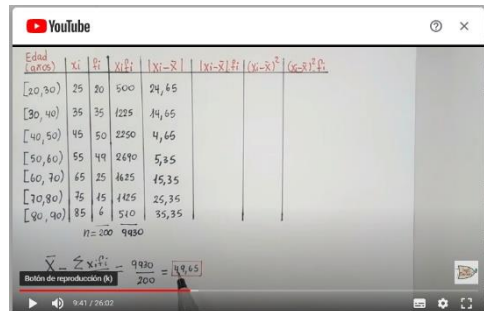 YouTube
Edad (años) | xi | fi | xifi | |xi-x̄| | |xi-x̄|fi | (xi-x̄)² | (xi-x̄)²fi
[20,30) 25 20 500 24,65
[30,40) 35 35 1225 14,65
[40,50) 45 50 2250 4,65
[50,60) 55 49 2690 5,35
[60,70) 65 25 1625 15,35
[70,80) 75 15 1125 25,35
[80,90) 85 6 510 35,35
n=200 9930
X̄ = Σxifi = 9930/200 = 49,65
Botón de reproducción (k)
9:41 / 26:02